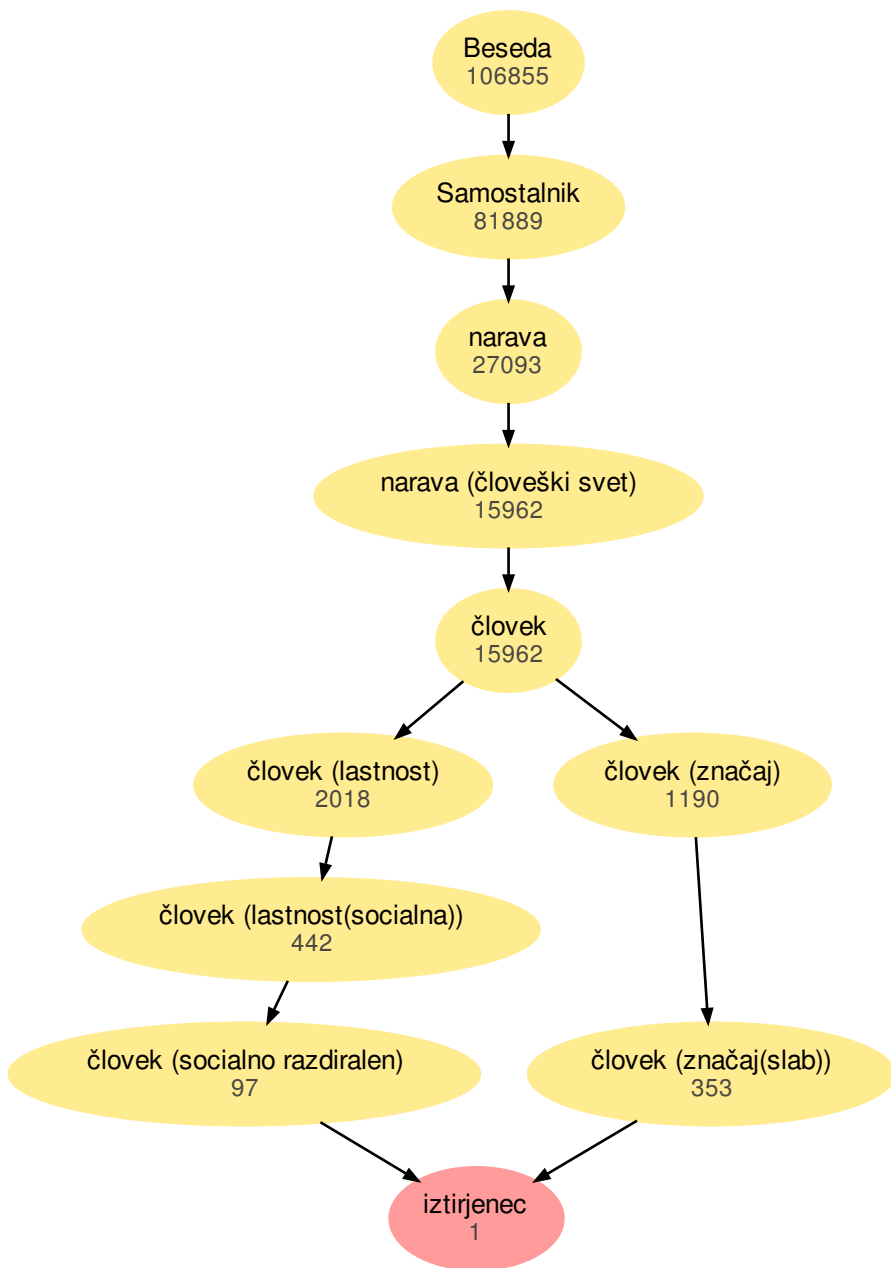 Beseda
106855
Samostalnik
81889
narava
27093
narava (človeški svet)
15962
človek
15962
človek (lastnost)
2018
človek (značaj)
1190
človek (lastnost(socialna))
442
človek (socialno razdiralen)
97
človek (značaj(slab))
353
iztirjenec
1